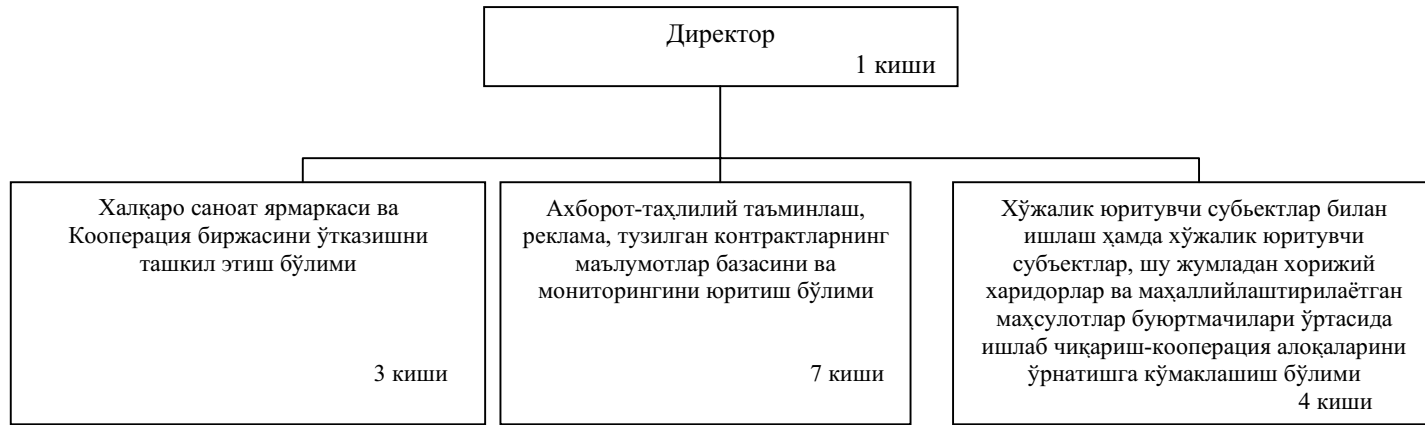 Директор
1 киши
Халқаро саноат ярмаркаси ва
Кооперация биржасини ўтказишни
ташкил этиш бўлими
3 киши
Ахборот-таҳлилий таъминлаш,
реклама, тузилган контрактларнинг
маълумотлар базасини ва
мониторингини юритиш бўлими
7 киши
Хўжалик юритувчи субьектлар билан
ишлаш ҳамда хўжалик юритувчи
субъектлар, шу жумладан хорижий
харидорлар ва маҳаллийлаштирилаётган
маҳсулотлар буюртмачилари ўртасида
ишлаб чиқариш-кооперация алоқаларини
ўрнатишга кўмаклашиш бўлими
4 киши